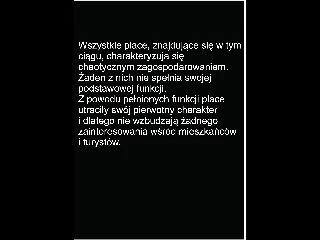 Wszystkie place, znajdujące się w tym
ciągu, charakteryzują się
chaotycznym zagospodarowaniem.
Żaden z nich nie spełnia swojej
podstawowej funkcji.
Z powodu pełnionych funkcji place
utraciły swój pierwotny charakter
i dlatego nie wzbudzają żadnego
zainteresowania wśród mieszkańców
i turystów.